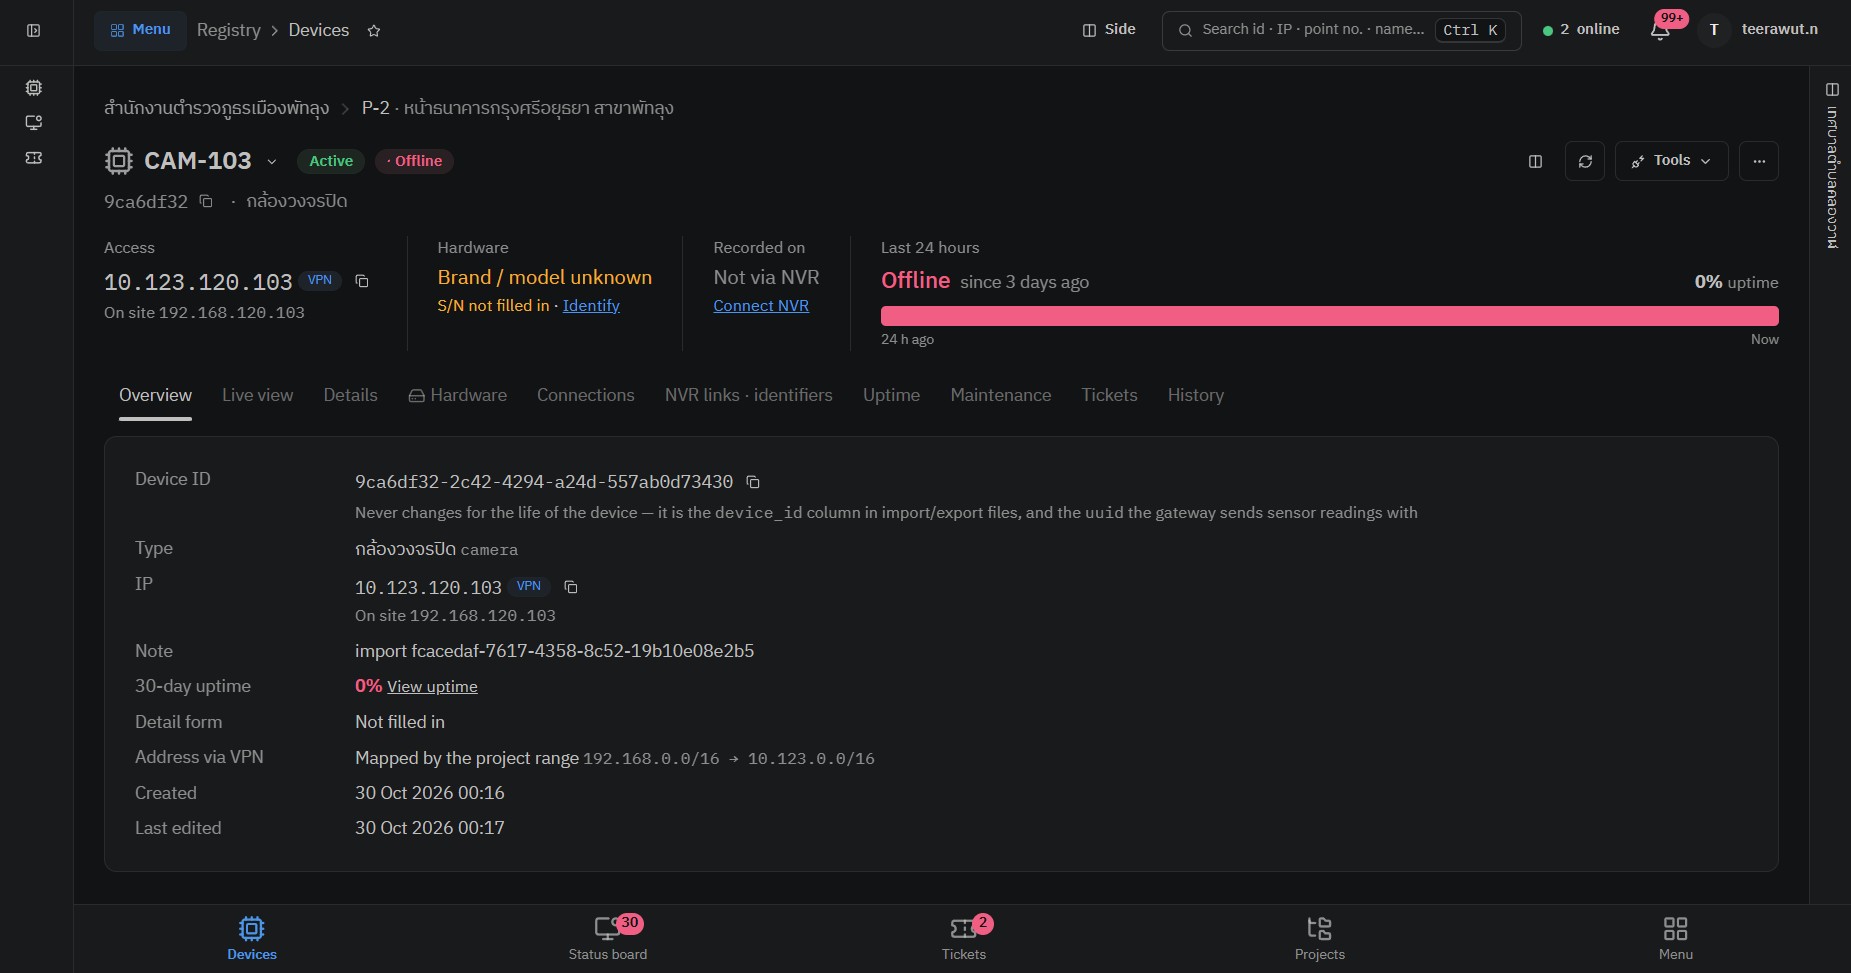 Menu
Registry > Devices
Side
Search id · IP · point no. · name...
Ctrl K
2 online
99+
T
teerawut.n
สำนักงานตำรวจภูธรเมืองพัทลุง > P-2 · หน้าธนาคารกรุงศรีอยุธยา สาขาพัทลุง
CAM-103
Active
· Offline
Tools
9ca6df32
· กล้องวงจรปิด
Access
10.123.120.103 VPN
On site 192.168.120.103
Hardware
Brand / model unknown
S/N not filled in · Identify
Recorded on
Not via NVR
Connect NVR
Last 24 hours
Offline since 3 days ago
0% uptime
24 h ago
Now
Overview
Live view
Details
Hardware
Connections
NVR links · identifiers
Uptime
Maintenance
Tickets
History
Device ID
9ca6df32-2c42-4294-a24d-557ab0d73430
Never changes for the life of the device — it is the device_id column in import/export files, and the uuid the gateway sends sensor readings with
Type
กล้องวงจรปิด camera
IP
10.123.120.103 VPN
On site 192.168.120.103
Note
import fcacedaf-7617-4358-8c52-19b10e08e2b5
30-day uptime
0% View uptime
Detail form
Not filled in
Address via VPN
Mapped by the project range 192.168.0.0/16 → 10.123.0.0/16
Created
30 Oct 2026 00:16
Last edited
30 Oct 2026 00:17
Devices
30
Status board
2
Tickets
Projects
Menu